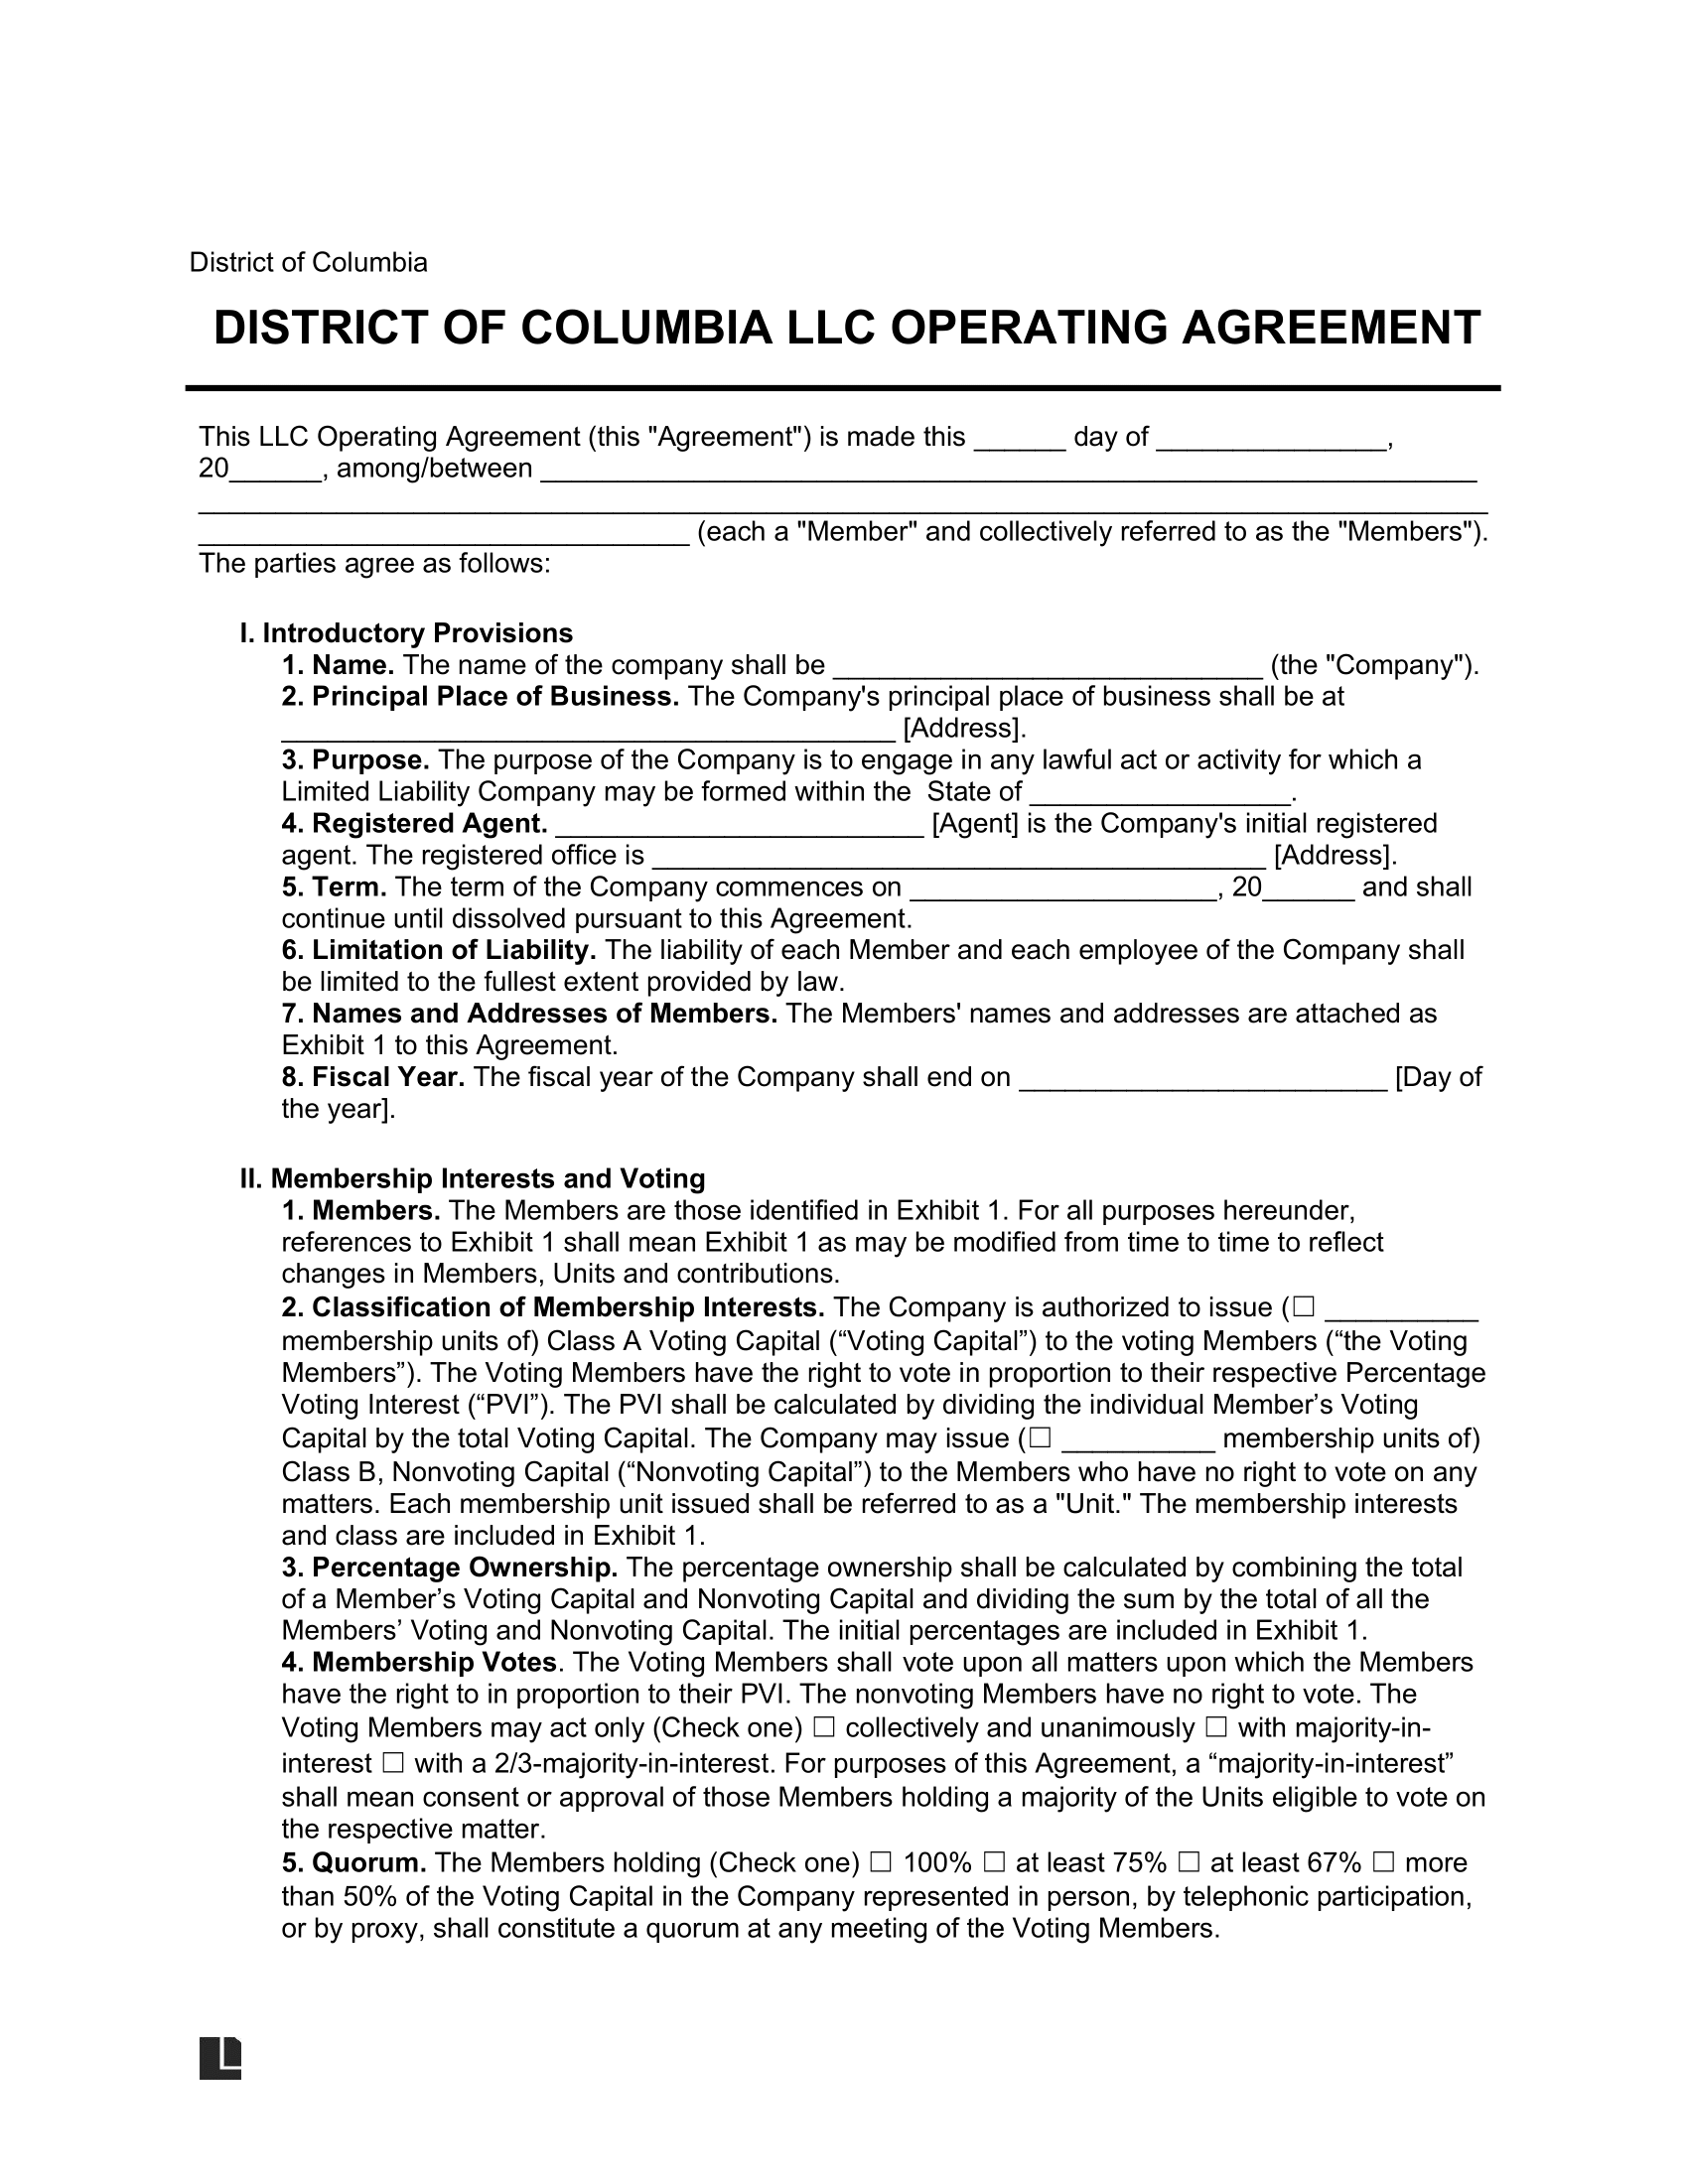 District of Columbia
DISTRICT OF COLUMBIA LLC OPERATING AGREEMENT
This LLC Operating Agreement (this "Agreement") is made this ______ day of _______________,
20______, among/between _____________________________________________________________
____________________________________________________________________________________
________________________________ (each a "Member" and collectively referred to as the "Members").
The parties agree as follows:
I. Introductory Provisions
1. Name. The name of the company shall be ____________________________ (the "Company").
2. Principal Place of Business. The Company's principal place of business shall be at
________________________________________ [Address].
3. Purpose. The purpose of the Company is to engage in any lawful act or activity for which a
Limited Liability Company may be formed within the  State of _________________.
4. Registered Agent. ________________________ [Agent] is the Company's initial registered
agent. The registered office is ________________________________________ [Address].
5. Term. The term of the Company commences on ____________________, 20______ and shall
continue until dissolved pursuant to this Agreement.
6. Limitation of Liability. The liability of each Member and each employee of the Company shall
be limited to the fullest extent provided by law.
7. Names and Addresses of Members. The Members' names and addresses are attached as
Exhibit 1 to this Agreement.
8. Fiscal Year. The fiscal year of the Company shall end on ________________________ [Day of
the year].
II. Membership Interests and Voting
1. Members. The Members are those identified in Exhibit 1. For all purposes hereunder,
references to Exhibit 1 shall mean Exhibit 1 as may be modified from time to time to reflect
changes in Members, Units and contributions.
2. Classification of Membership Interests. The Company is authorized to issue (☐ __________
membership units of) Class A Voting Capital (“Voting Capital”) to the voting Members (“the Voting
Members”). The Voting Members have the right to vote in proportion to their respective Percentage
Voting Interest (“PVI”). The PVI shall be calculated by dividing the individual Member’s Voting
Capital by the total Voting Capital. The Company may issue (☐ __________ membership units of)
Class B, Nonvoting Capital (“Nonvoting Capital”) to the Members who have no right to vote on any
matters. Each membership unit issued shall be referred to as a "Unit." The membership interests
and class are included in Exhibit 1.
3. Percentage Ownership. The percentage ownership shall be calculated by combining the total
of a Member’s Voting Capital and Nonvoting Capital and dividing the sum by the total of all the
Members’ Voting and Nonvoting Capital. The initial percentages are included in Exhibit 1.
4. Membership Votes. The Voting Members shall vote upon all matters upon which the Members
have the right to in proportion to their PVI. The nonvoting Members have no right to vote. The
Voting Members may act only (Check one) ☐ collectively and unanimously ☐ with majority-in-
interest ☐ with a 2/3-majority-in-interest. For purposes of this Agreement, a “majority-in-interest”
shall mean consent or approval of those Members holding a majority of the Units eligible to vote on
the respective matter.
5. Quorum. The Members holding (Check one) ☐ 100% ☐ at least 75% ☐ at least 67% ☐ more
than 50% of the Voting Capital in the Company represented in person, by telephonic participation,
or by proxy, shall constitute a quorum at any meeting of the Voting Members.